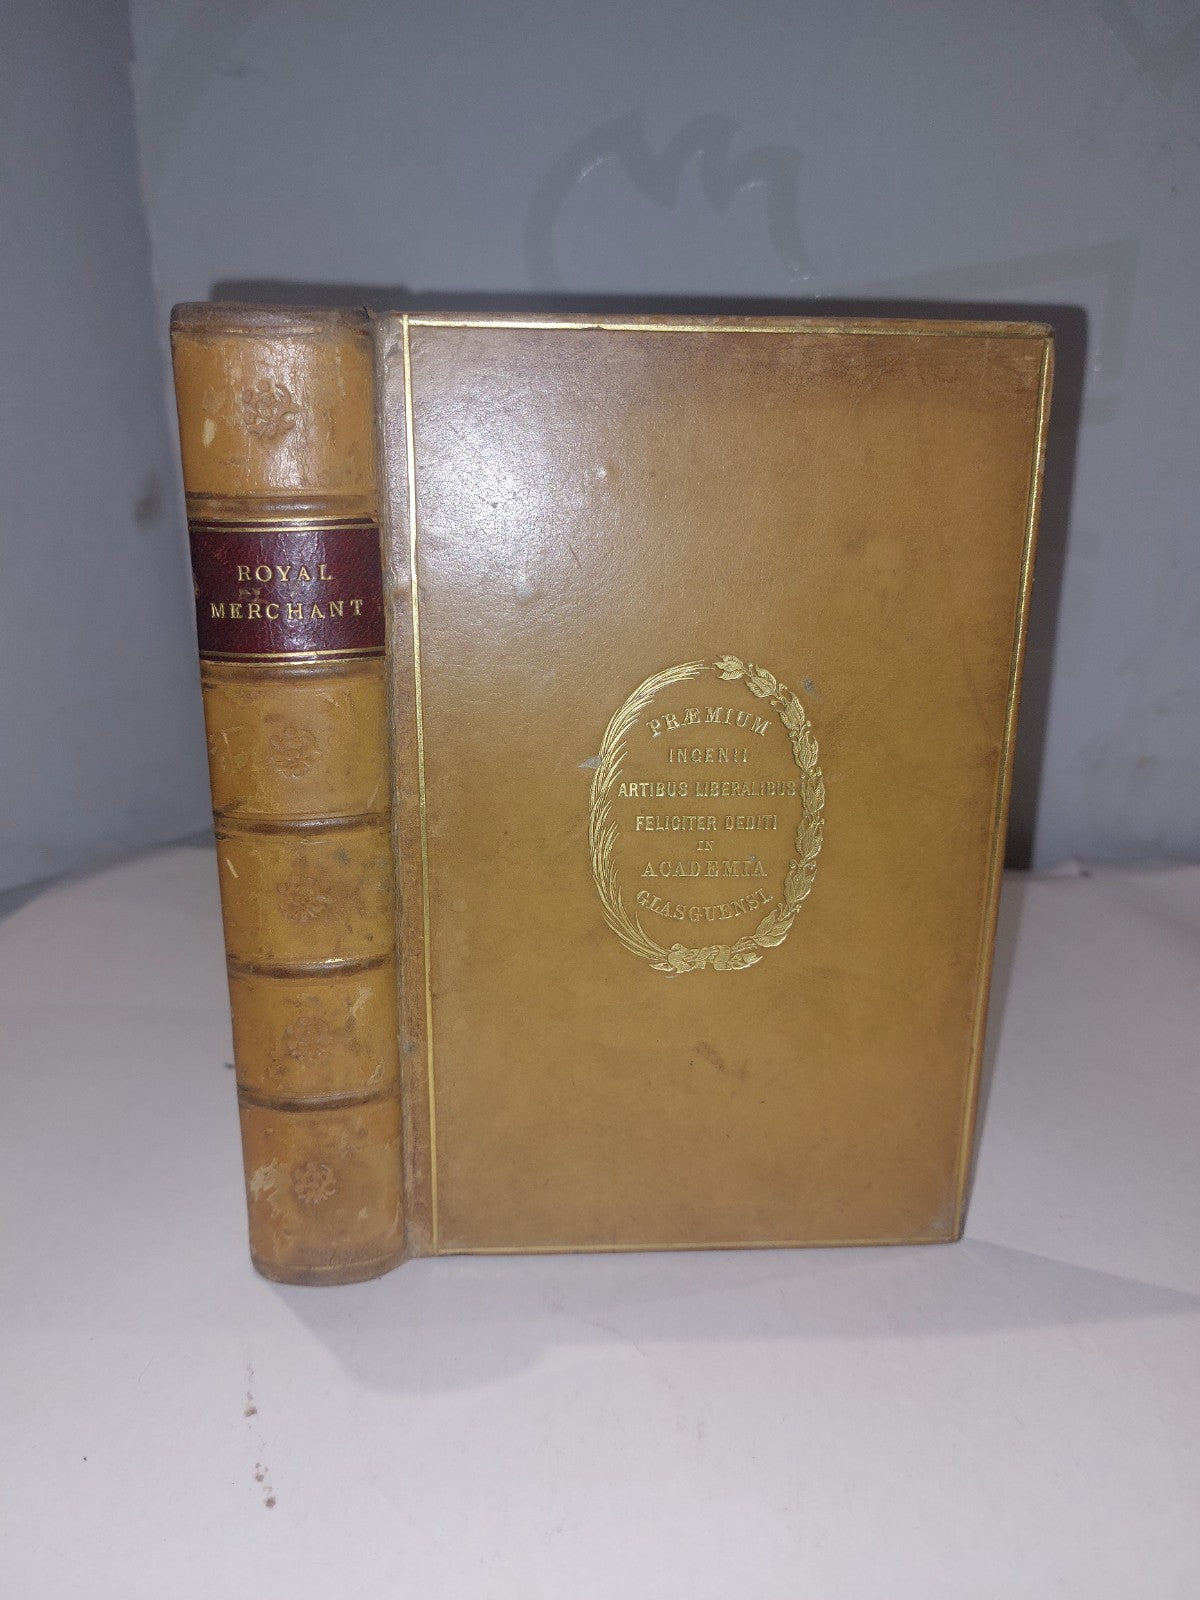 ROYAL
MERCHANT
PRÆMIUM
INGENII
ARTIBUS LIBERALIBUS
FELICITER DEDITI
IN
ACADEMIA
GLASGUENSI.